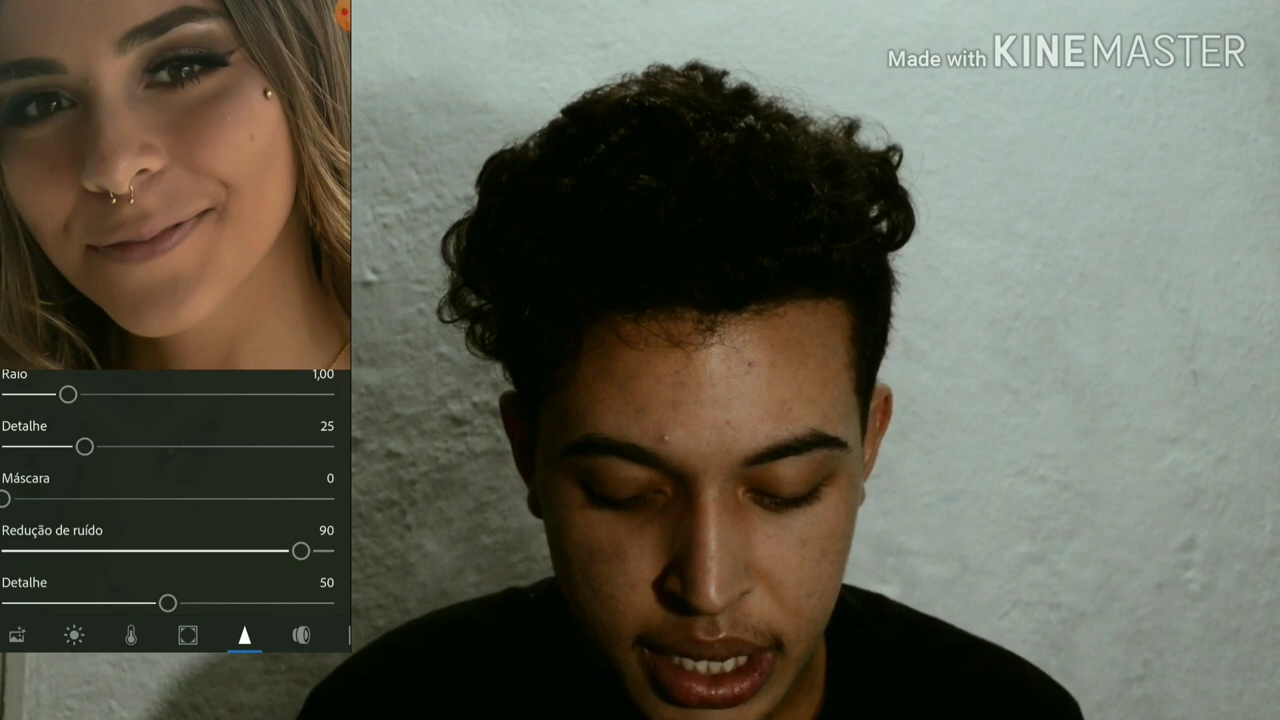 Made with KINEMASTER
Raio 1,00
Detalhe 25
Máscara 0
Redução de ruído 90
Detalhe 50